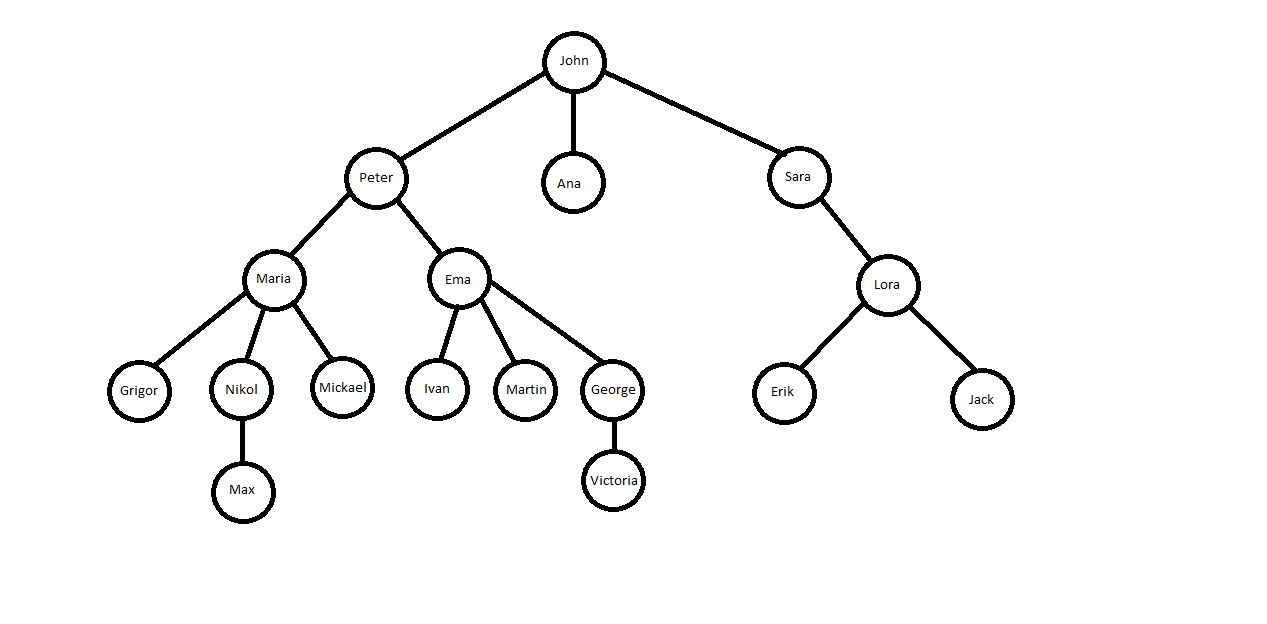 John
Peter
Ana
Sara
Maria
Ema
Lora
Grigor
Nikol
Mickael
Ivan
Martin
George
Erik
Jack
Max
Victoria